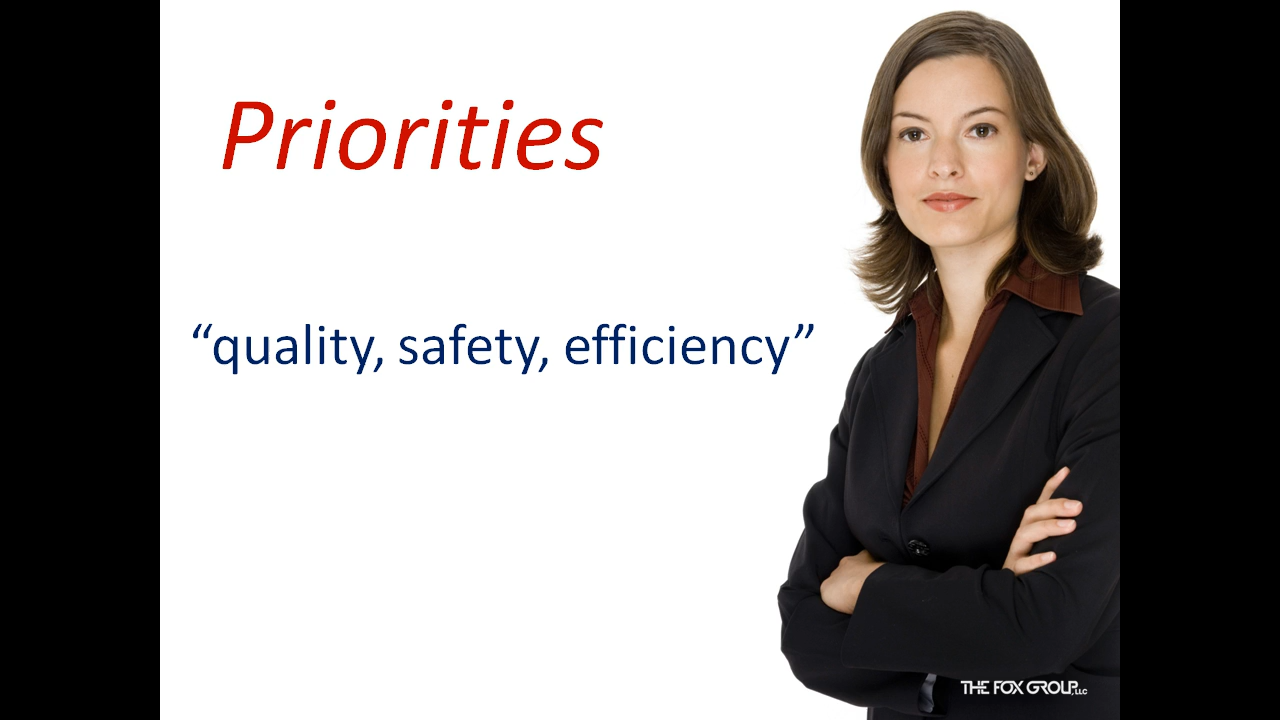 Priorities
“quality, safety, efficiency”
THE FOX GROUP, LLC